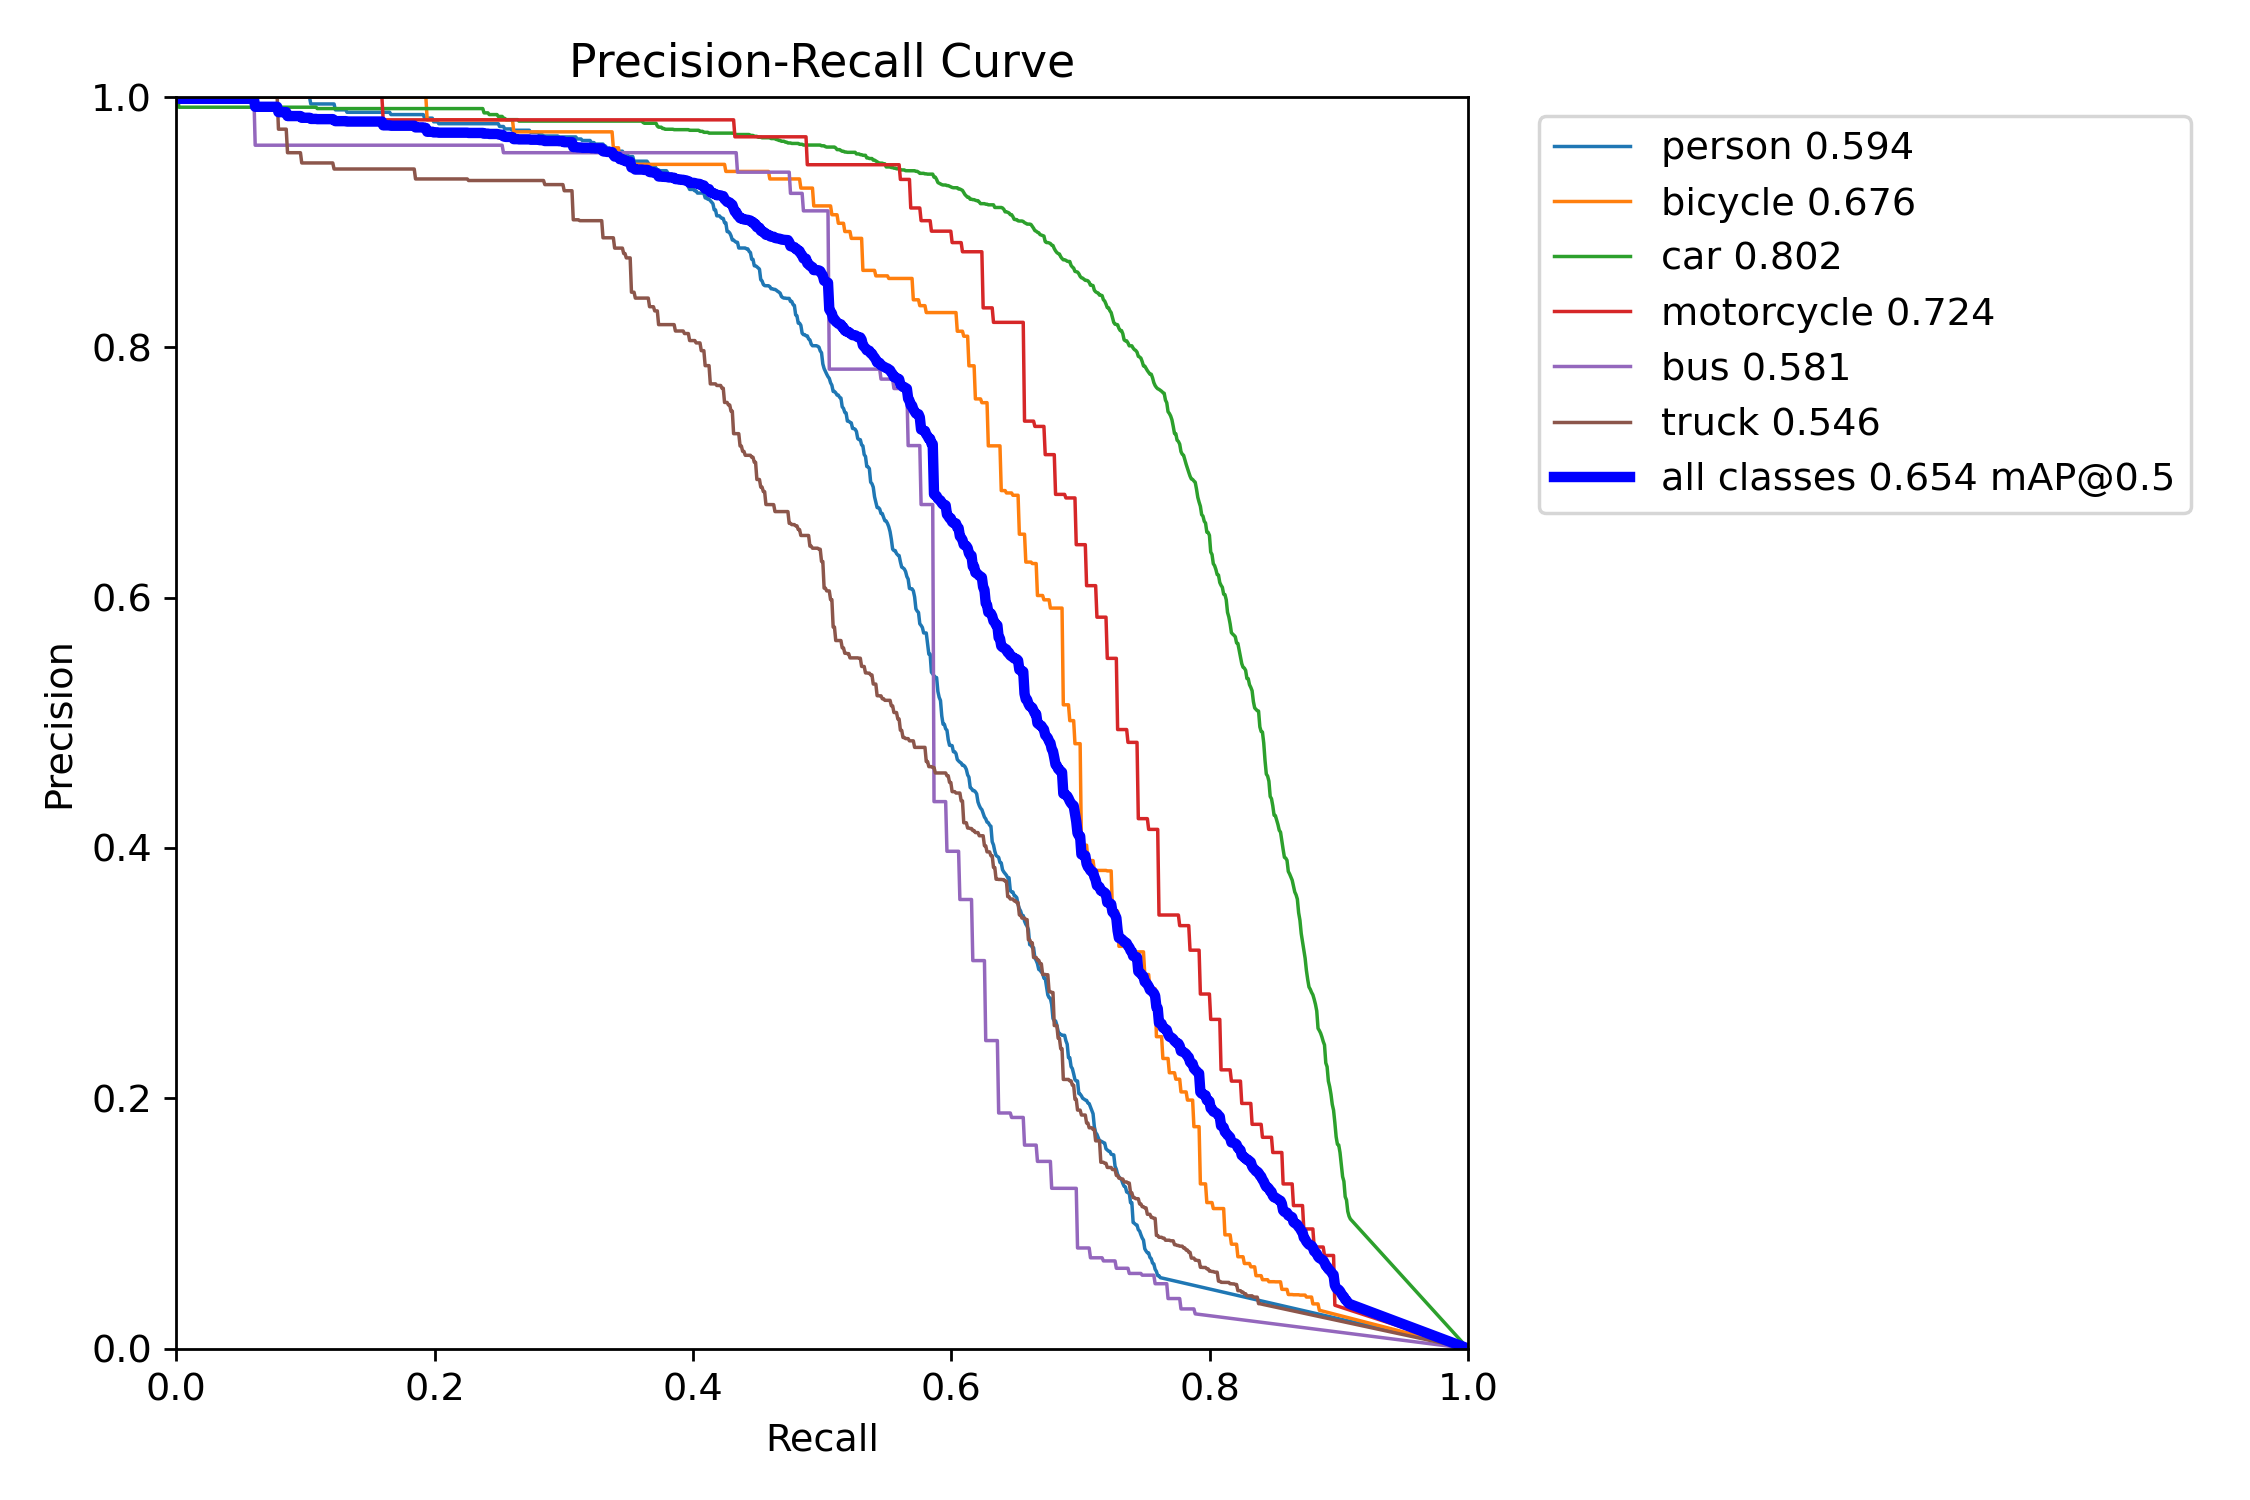 Precision-Recall Curve
1.0
0.8
0.6
0.4
0.2
0.0
Precision
0.0 0.2 0.4 0.6 0.8 1.0
Recall
person 0.594
bicycle 0.676
car 0.802
motorcycle 0.724
bus 0.581
truck 0.546
all classes 0.654 mAP@0.5